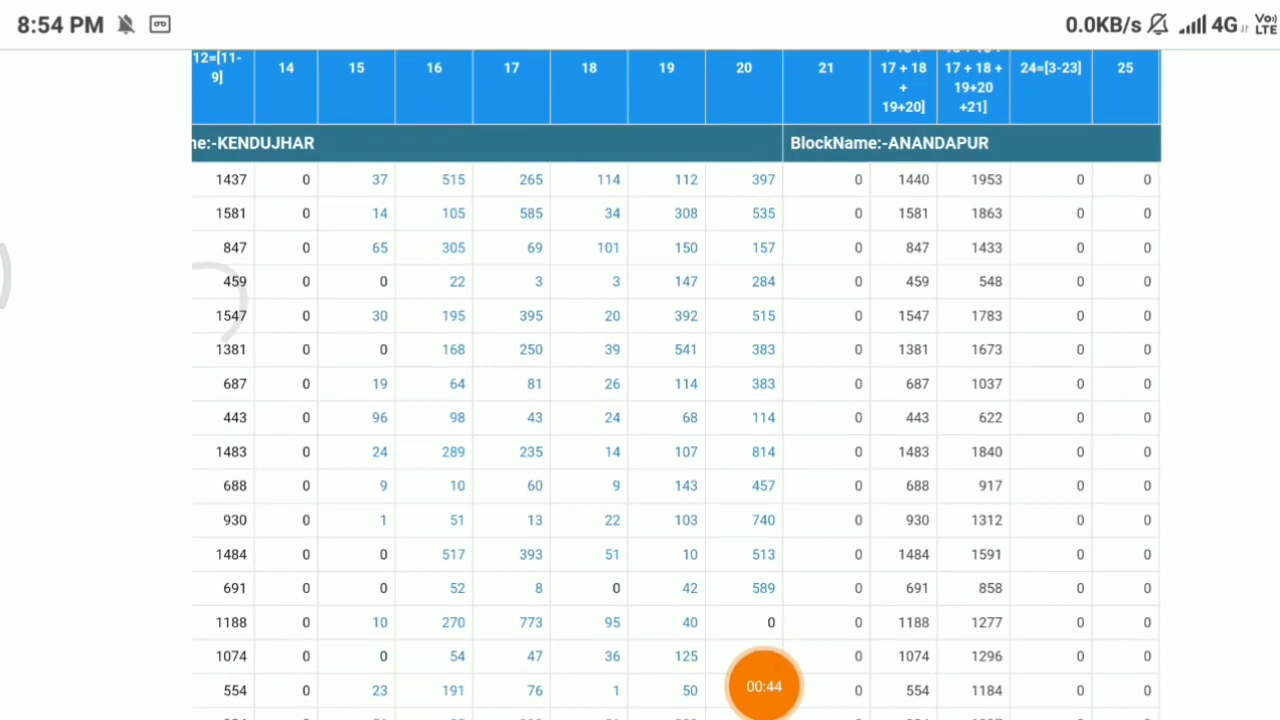 8:54 PM 0.0KB/s 4G Vo) LTE
12=[11-9] 14 15 16 17 18 19 20 21 17 + 18 + 19+20] 17 + 18 + 19+20 +21] 24=[3-23] 25
ne:-KENDUJHAR BlockName:-ANANDAPUR
1437 0 37 515 265 114 112 397 0 1440 1953 0 0
1581 0 14 105 585 34 308 535 0 1581 1863 0 0
847 0 65 305 69 101 150 157 0 847 1433 0 0
459 0 0 22 3 3 147 284 0 459 548 0 0
1547 0 30 195 395 20 392 515 0 1547 1783 0 0
1381 0 0 168 250 39 541 383 0 1381 1673 0 0
687 0 19 64 81 26 114 383 0 687 1037 0 0
443 0 96 98 43 24 68 114 0 443 622 0 0
1483 0 24 289 235 14 107 814 0 1483 1840 0 0
688 0 9 10 60 9 143 457 0 688 917 0 0
930 0 1 51 13 22 103 740 0 930 1312 0 0
1484 0 0 517 393 51 10 513 0 1484 1591 0 0
691 0 0 52 8 0 42 589 0 691 858 0 0
1188 0 10 270 773 95 40 0 0 1188 1277 0 0
1074 0 0 54 47 36 125 0 1074 1296 0 0
554 0 23 191 76 1 50 00:44 0 554 1184 0 0